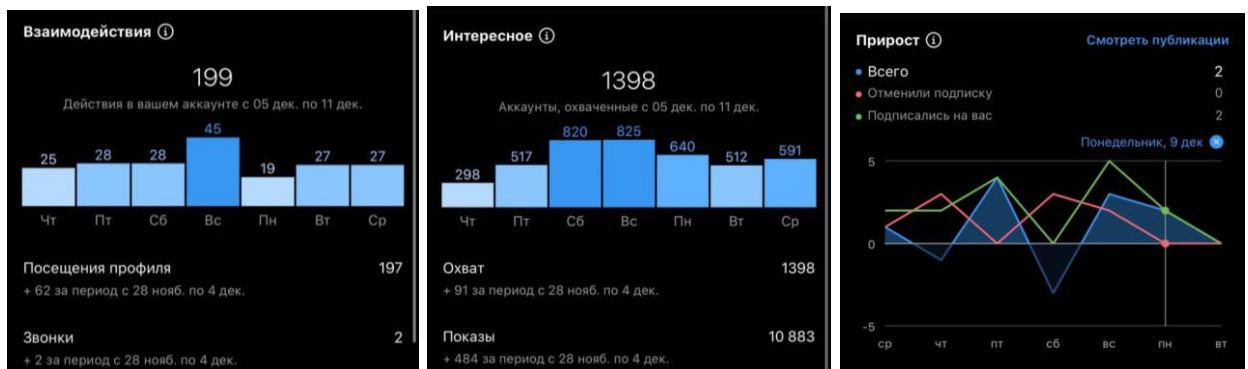 Взаимодействия
199
Действия в вашем аккаунте с 05 дек. по 11 дек.
25 28 28 45 19 27 27
Чт Пт Сб Вс Пн Вт Ср
Посещения профиля 197
+ 62 за период с 28 нояб. по 4 дек.
Звонки 2
+ 2 за период с 28 нояб. по 4 дек.
Интересное
1398
Аккаунты, охваченные с 05 дек. по 11 дек.
298 517 820 825 640 512 591
Чт Пт Сб Вс Пн Вт Ср
Охват 1398
+ 91 за период с 28 нояб. по 4 дек.
Показы 10 883
+ 484 за период с 28 нояб. по 4 дек.
Прирост Смотреть публикации
Всего 2
Отменили подписку 0
Подписались на вас 2
Понедельник, 9 дек
5
0
-5
ср чт пт сб вс пн вт